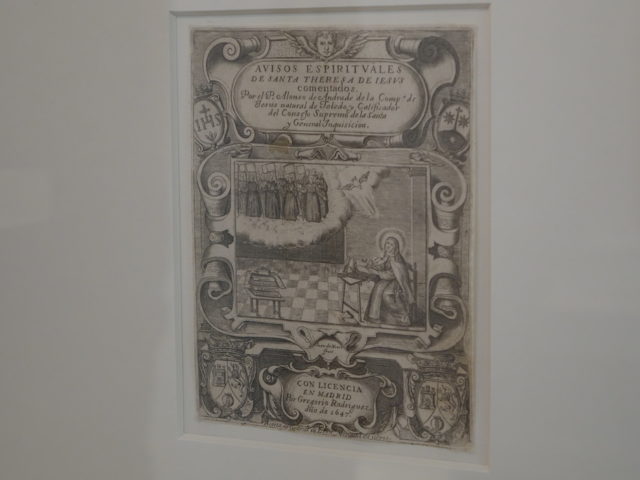 AVISOS ESPIRITVALES
DE SANTA THERESA DE IESVS
comentados.
Por el P. Alonso de Andrade de la Compª. de
Iesus natural de Toledo y Calificador
del Consejo Supremo de la Santa
y General Inquisicion.
IHS
CON LICENCIA
EN MADRID
Por Gregorio Rodriguez.
Año de 1647